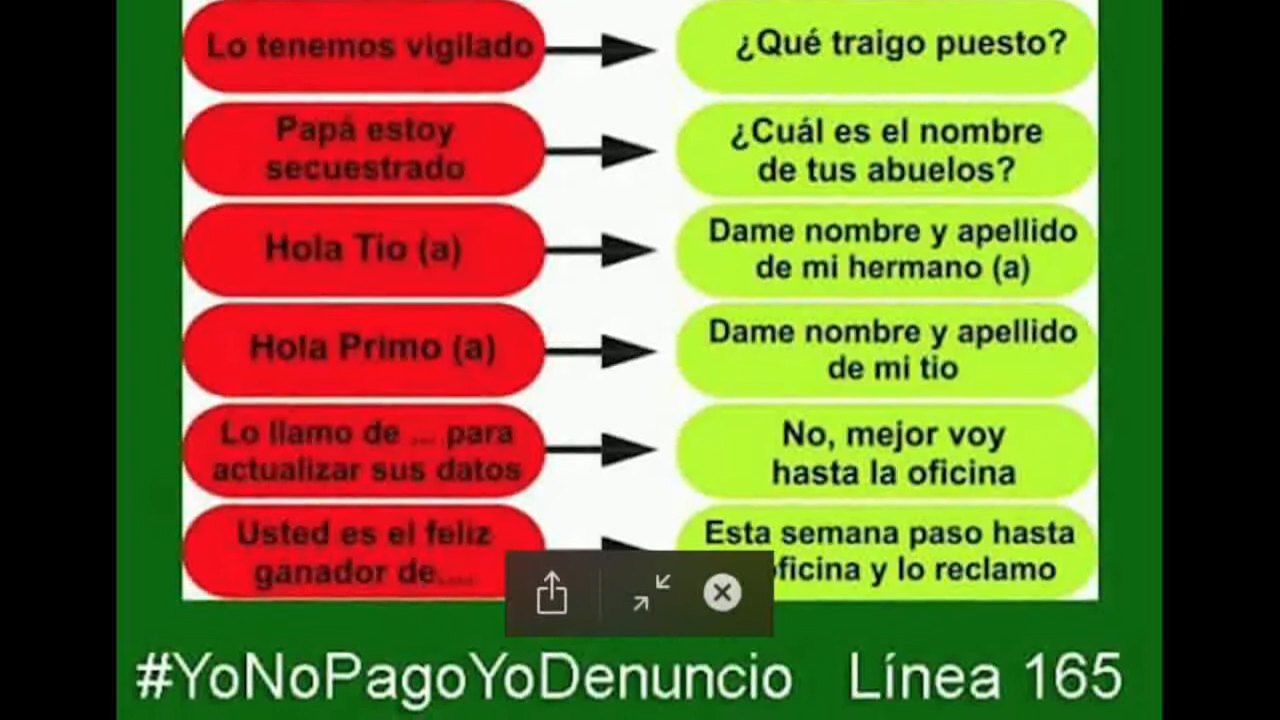 Lo tenemos vigilado
¿Qué traigo puesto?
Papá estoy
secuestrado
¿Cuál es el nombre
de tus abuelos?
Hola Tio (a)
Dame nombre y apellido
de mi hermano (a)
Hola Primo (a)
Dame nombre y apellido
de mi tio
Lo llamo de ... para
actualizar sus datos
No, mejor voy
hasta la oficina
Usted es el feliz
ganador de....
Esta semana paso hasta
oficina y lo reclamo
#YoNoPagoYoDenuncio Línea 165